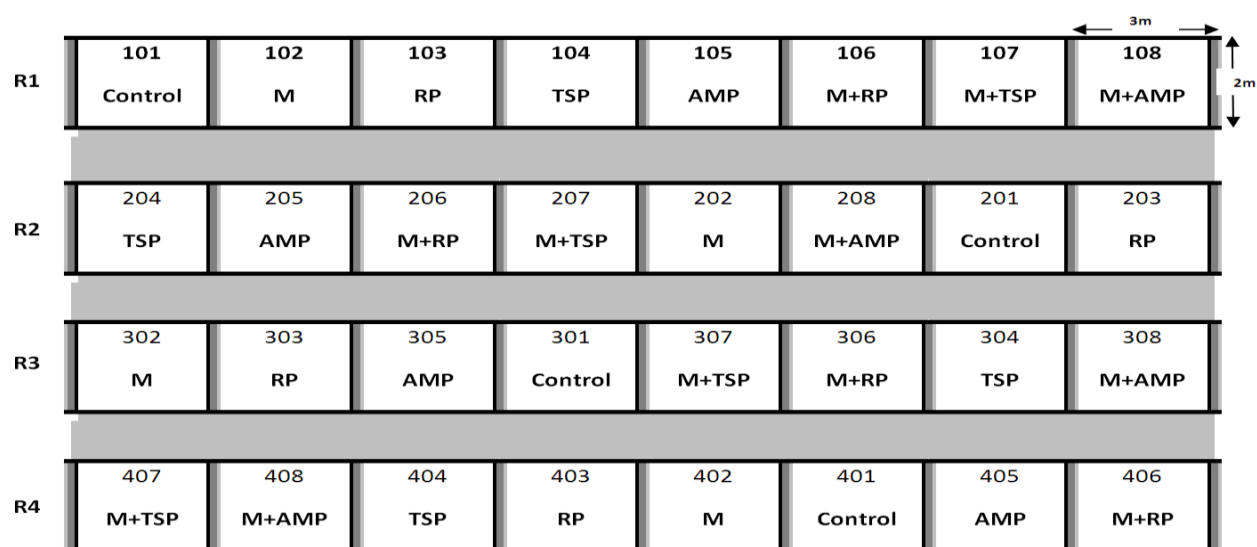 3m
101 102 103 104 105 106 107 108
R1
2m
Control M RP TSP AMP M+RP M+TSP M+AMP
204 205 206 207 202 208 201 203
R2
TSP AMP M+RP M+TSP M M+AMP Control RP
302 303 305 301 307 306 304 308
R3
M RP AMP Control M+TSP M+RP TSP M+AMP
407 408 404 403 402 401 405 406
R4
M+TSP M+AMP TSP RP M Control AMP M+RP